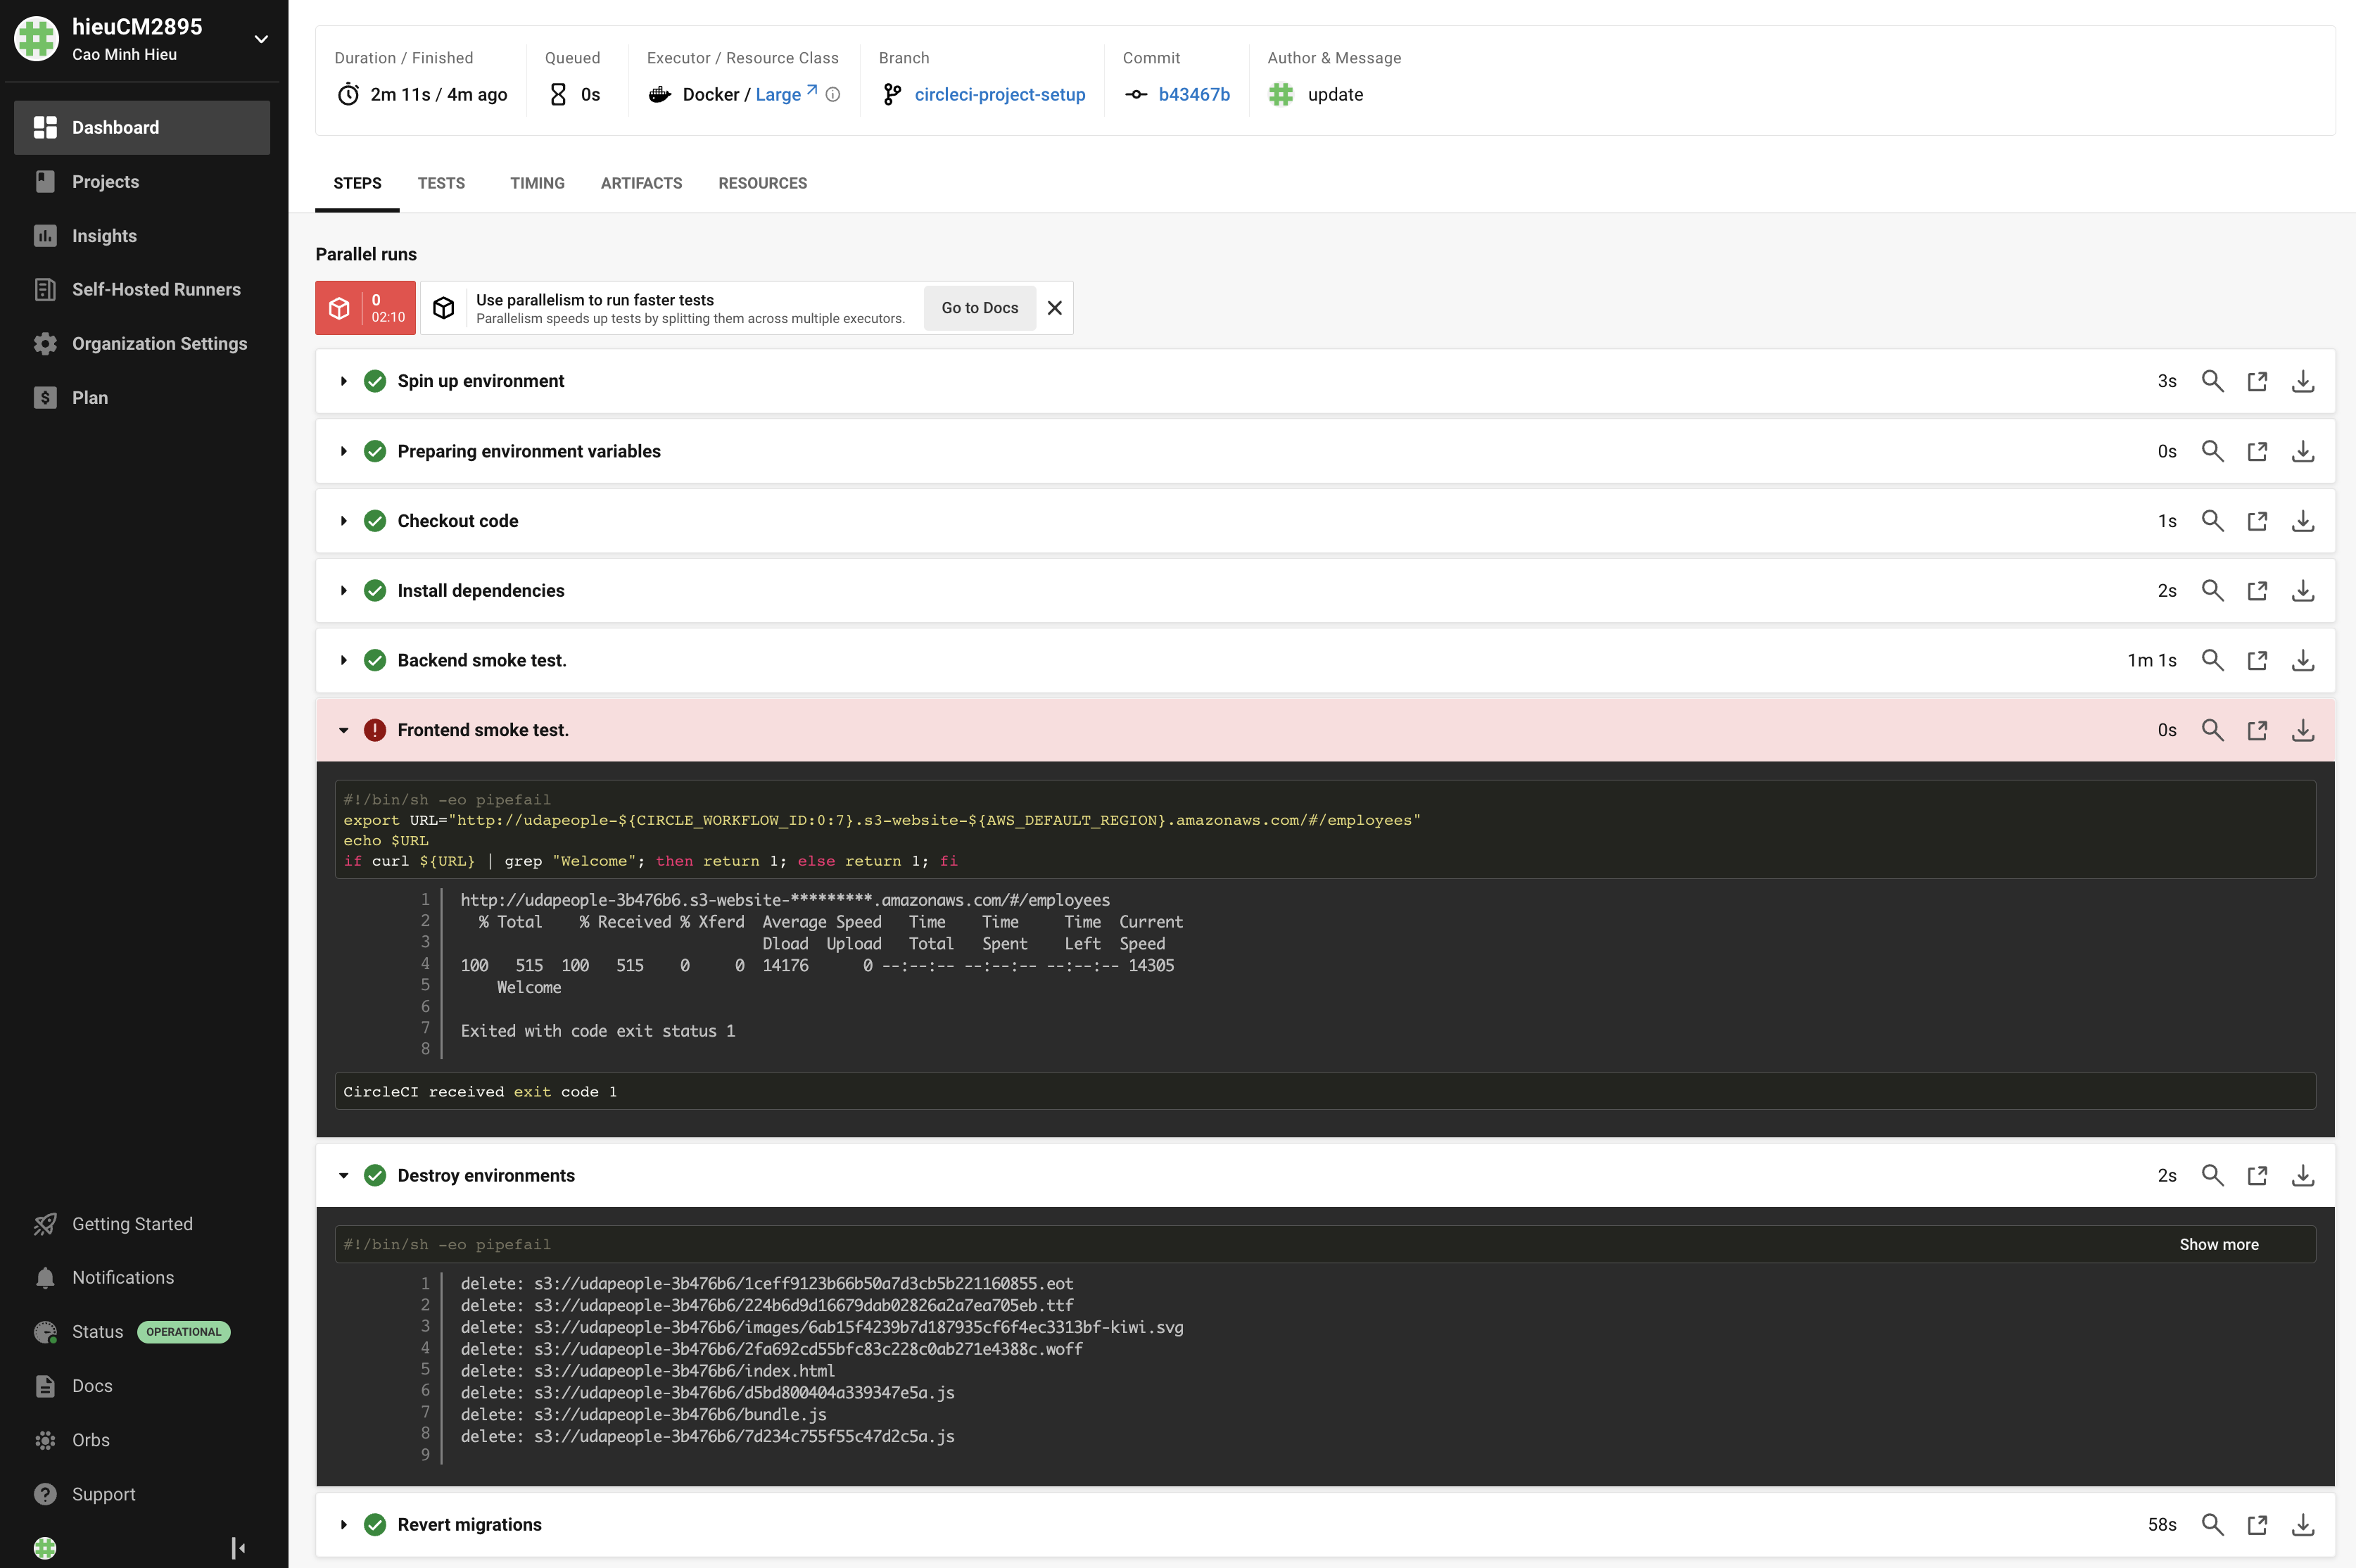 hieuCM2895
Cao Minh Hieu
Dashboard
Projects
Insights
Self-Hosted Runners
Organization Settings
Plan
Getting Started
Notifications
Status OPERATIONAL
Docs
Orbs
Support
Duration / Finished
2m 11s / 4m ago
Queued
0s
Executor / Resource Class
Docker / Large
Branch
circleci-project-setup
Commit
b43467b
Author & Message
update
STEPS TESTS TIMING ARTIFACTS RESOURCES
Parallel runs
0
02:10
Use parallelism to run faster tests
Parallelism speeds up tests by splitting them across multiple executors.
Go to Docs
Spin up environment 3s
Preparing environment variables 0s
Checkout code 1s
Install dependencies 2s
Backend smoke test. 1m 1s
Frontend smoke test. 0s
#!/bin/sh -eo pipefail
export URL="http://udapeople-${CIRCLE_WORKFLOW_ID:0:7}.s3-website-${AWS_DEFAULT_REGION}.amazonaws.com/#/employees"
echo $URL
if curl ${URL} | grep "Welcome"; then return 1; else return 1; fi
1 http://udapeople-3b476b6.s3-website-*********.amazonaws.com/#/employees
2 % Total % Received % Xferd Average Speed Time Time Time Current
3 Dload Upload Total Spent Left Speed
4 100 515 100 515 0 0 14176 0 --:--:-- --:--:-- --:--:-- 14305
5 Welcome
6
7 Exited with code exit status 1
8
CircleCI received exit code 1
Destroy environments 2s
#!/bin/sh -eo pipefail Show more
1 delete: s3://udapeople-3b476b6/1ceff9123b66b50a7d3cb5b221160855.eot
2 delete: s3://udapeople-3b476b6/224b6d9d16679dab02826a2a7ea705eb.ttf
3 delete: s3://udapeople-3b476b6/images/6ab15f4239b7d187935cf6f4ec3313bf-kiwi.svg
4 delete: s3://udapeople-3b476b6/2fa692cd55bfc83c228c0ab271e4388c.woff
5 delete: s3://udapeople-3b476b6/index.html
6 delete: s3://udapeople-3b476b6/d5bd800404a339347e5a.js
7 delete: s3://udapeople-3b476b6/bundle.js
8 delete: s3://udapeople-3b476b6/7d234c755f55c47d2c5a.js
9
Revert migrations 58s